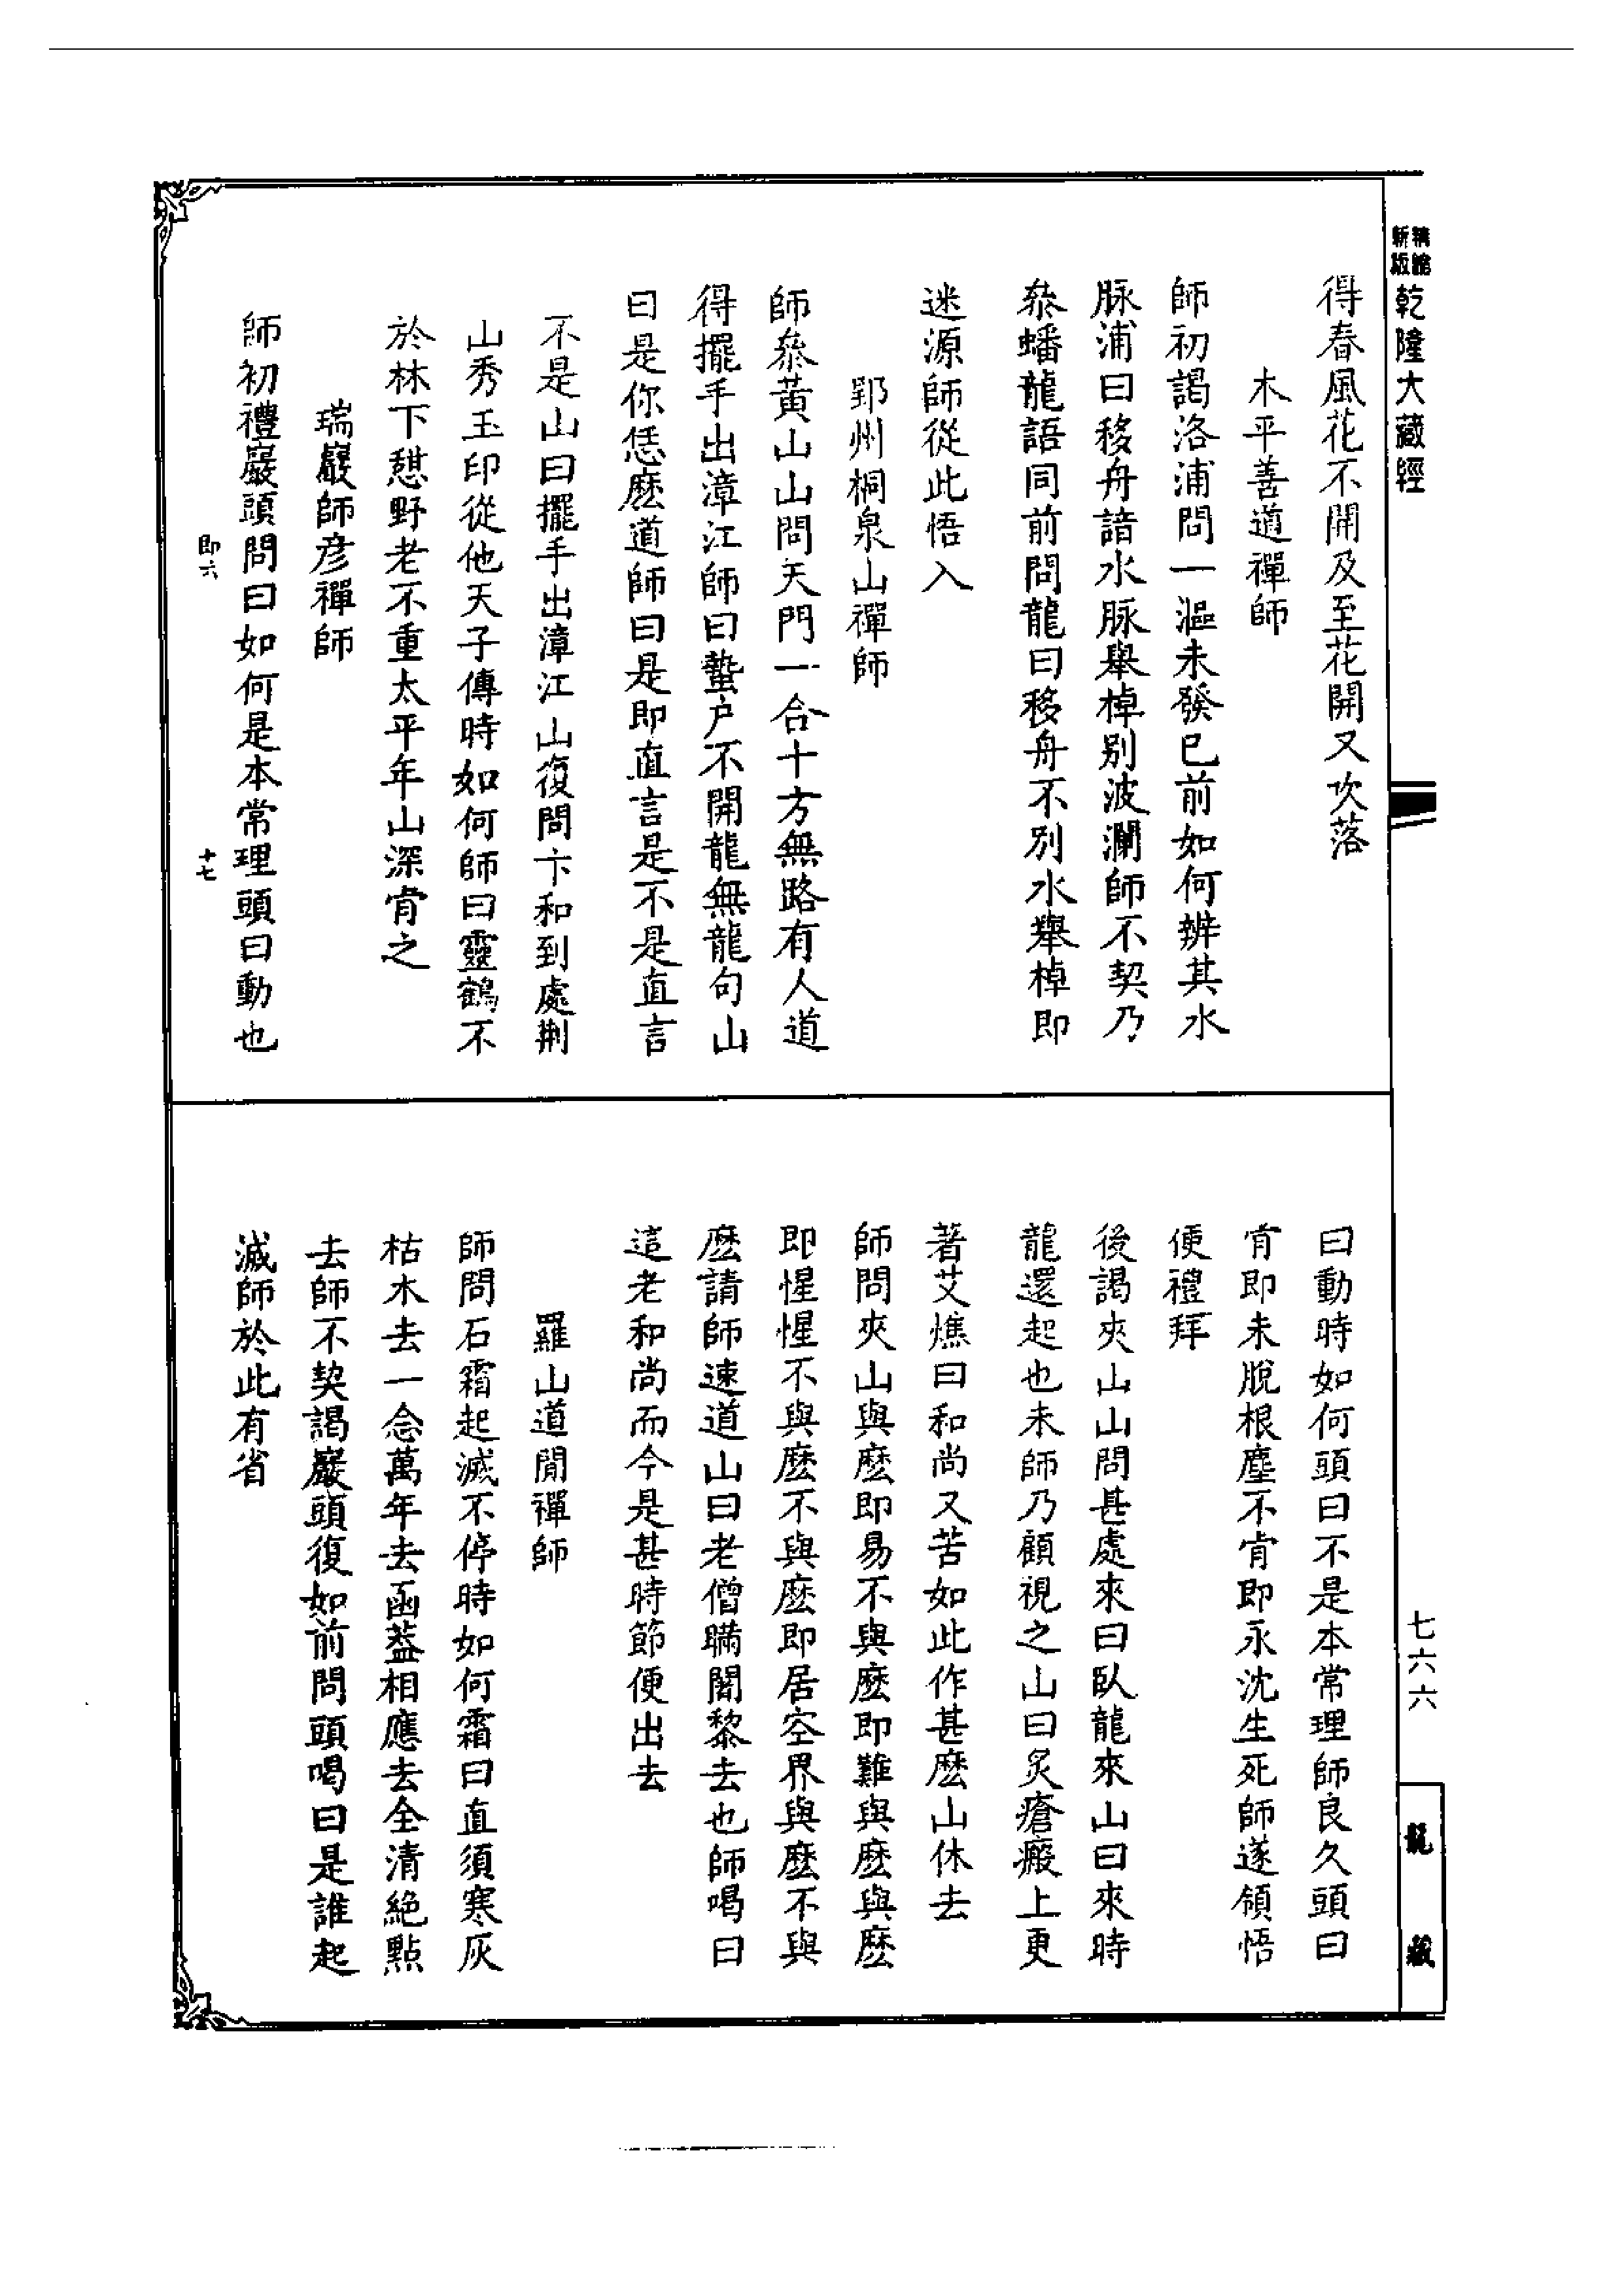 新版
精縮
乾隆大藏經
得春風花不開及至花開又吹落
木平善道禪師
師初謁洛浦問一漚未發已前如何辨其水
脉浦曰移舟諳水脉舉棹别波瀾師不契乃
叅蟠龍語同前問龍曰移舟不别水舉棹即
迷源師從此悟入
郢州桐泉山禪師
師叅黃山山問天門一合十方無路有人道
得擺手出漳江師曰蟄户不開龍無龍句山
曰是你恁麽道師曰是即直言是不是直言
不是山曰擺手出漳江山復問卞和到處荆
山秀玉印從他天子傳時如何師曰靈鶴不
於林下憇野老不重太平年山深肯之
瑞巖師彦禪師
師初禮巖頭問曰如何是本常理頭曰動也
即六
十七
曰動時如何頭曰不是本常理師良久頭曰
肯即未脫根塵不肯即永沈生死師遂領悟
便禮拜
後謁夾山山問甚處來曰臥龍來山曰來時
龍還起也未師乃顧視之山曰炙瘡瘢上更
著艾燋曰和尚又苦如此作甚麽山休去
師問夾山與麽即易不與麽即難與麽與麽
即惺惺不與麽不與麽即居空界與麽不與
麽請師速道山曰老僧瞞闍黎去也師喝曰
這老和尚而今是甚時節便出去
羅山道閒禪師
師問石霜起滅不停時如何霜曰直須寒灰
枯木去一念萬年去函葢相應去全清絶點
去師不契謁巖頭復如前問頭喝曰是誰起
滅師於此有省
七六六
龍藏